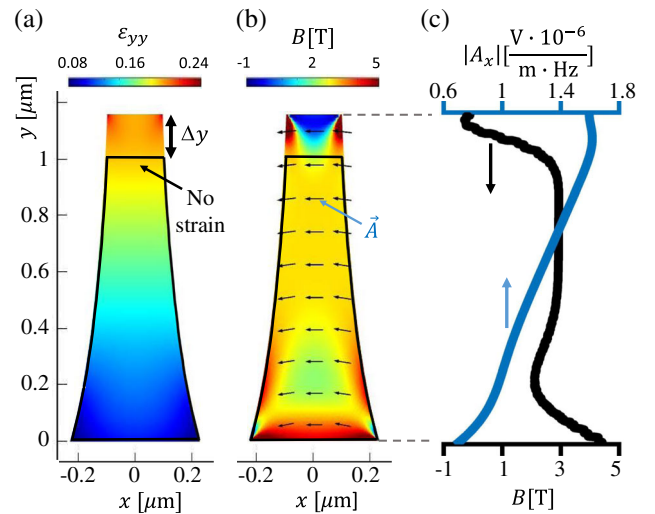 (a) (b) (c)
ε_yy B[T] |A_x| [V · 10^−6 / m · Hz]
0.08 0.16 0.24 -1 2 5 0.6 1 1.4 1.8
y [μm]
Δy
1
No
strain
A⃗
0.8
0.6
0.4
0.2
0
-0.2 0 0.2 -0.2 0 0.2 -1 1 3 5
x [μm] x [μm] B[T]